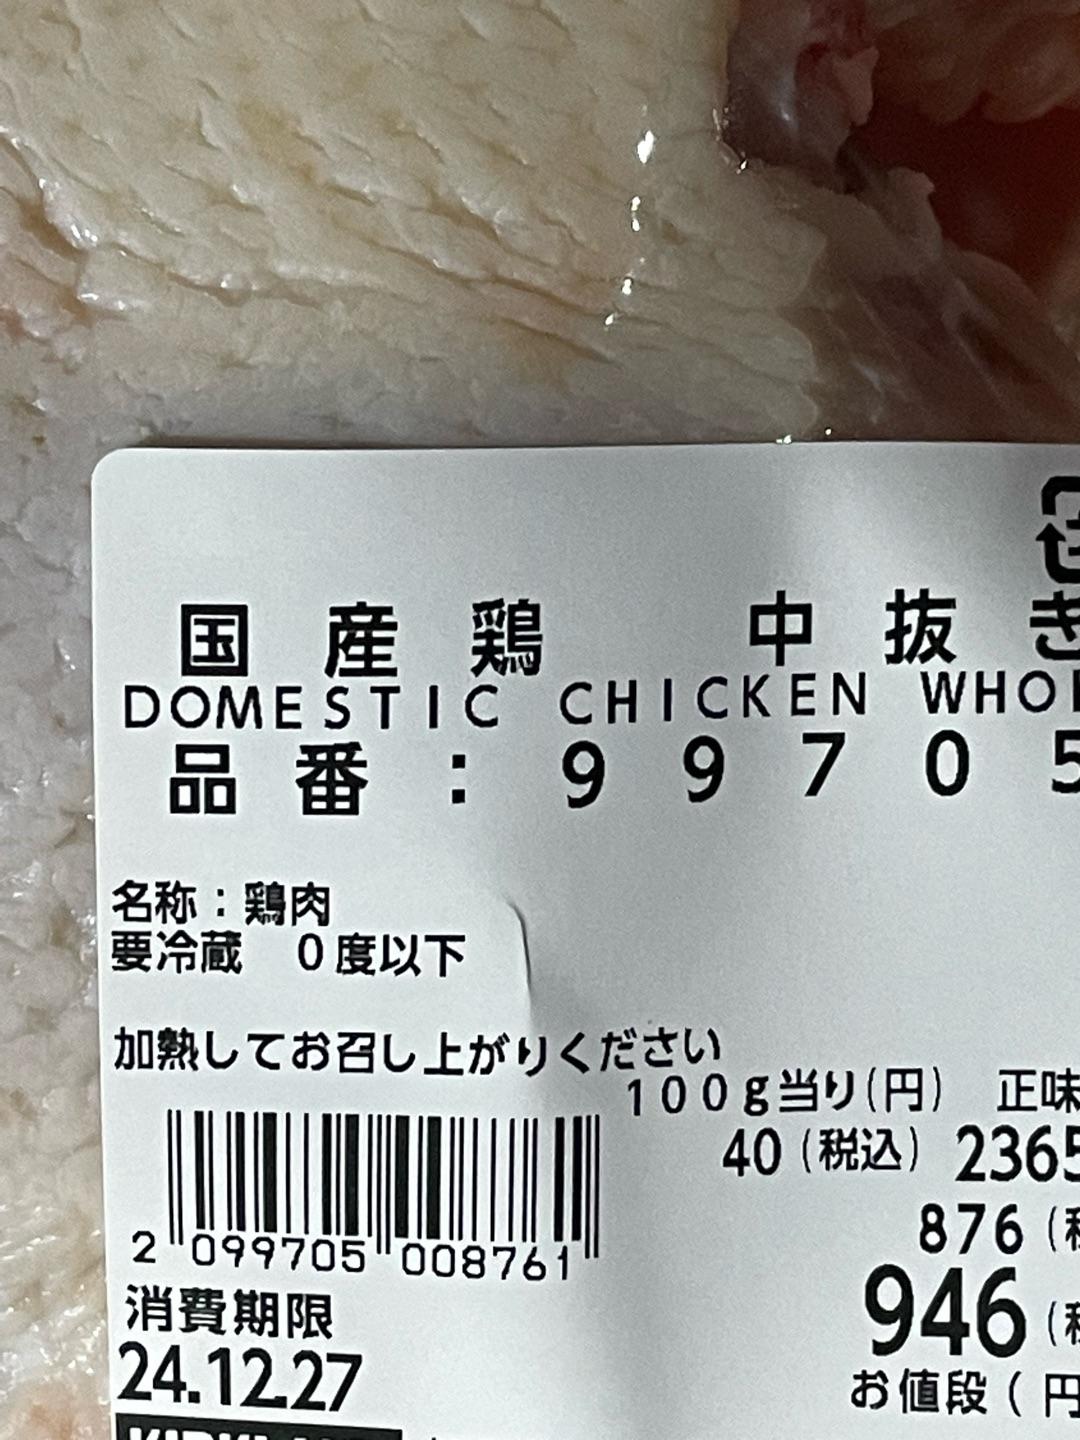 国産鶏 中抜き
DOMESTIC CHICKEN
品番：99705
名称：鶏肉
要冷蔵 0度以下
加熱してお召し上がりください
100g当り(円) 正味
40(税込) 2365
876
2 099705 008761
946
消費期限
24.12.27
お値段(円